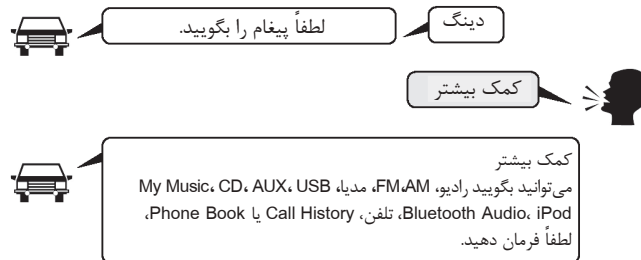 لطفاً پیغام را بگویید.
دینگ
کمک بیشتر
کمک بیشتر
می‌توانید بگویید رادیو، FM،AM، مدیا، My Music، CD، AUX، USB
Bluetooth Audio، iPod، تلفن، Call History یا Phone Book،
لطفاً فرمان دهید.